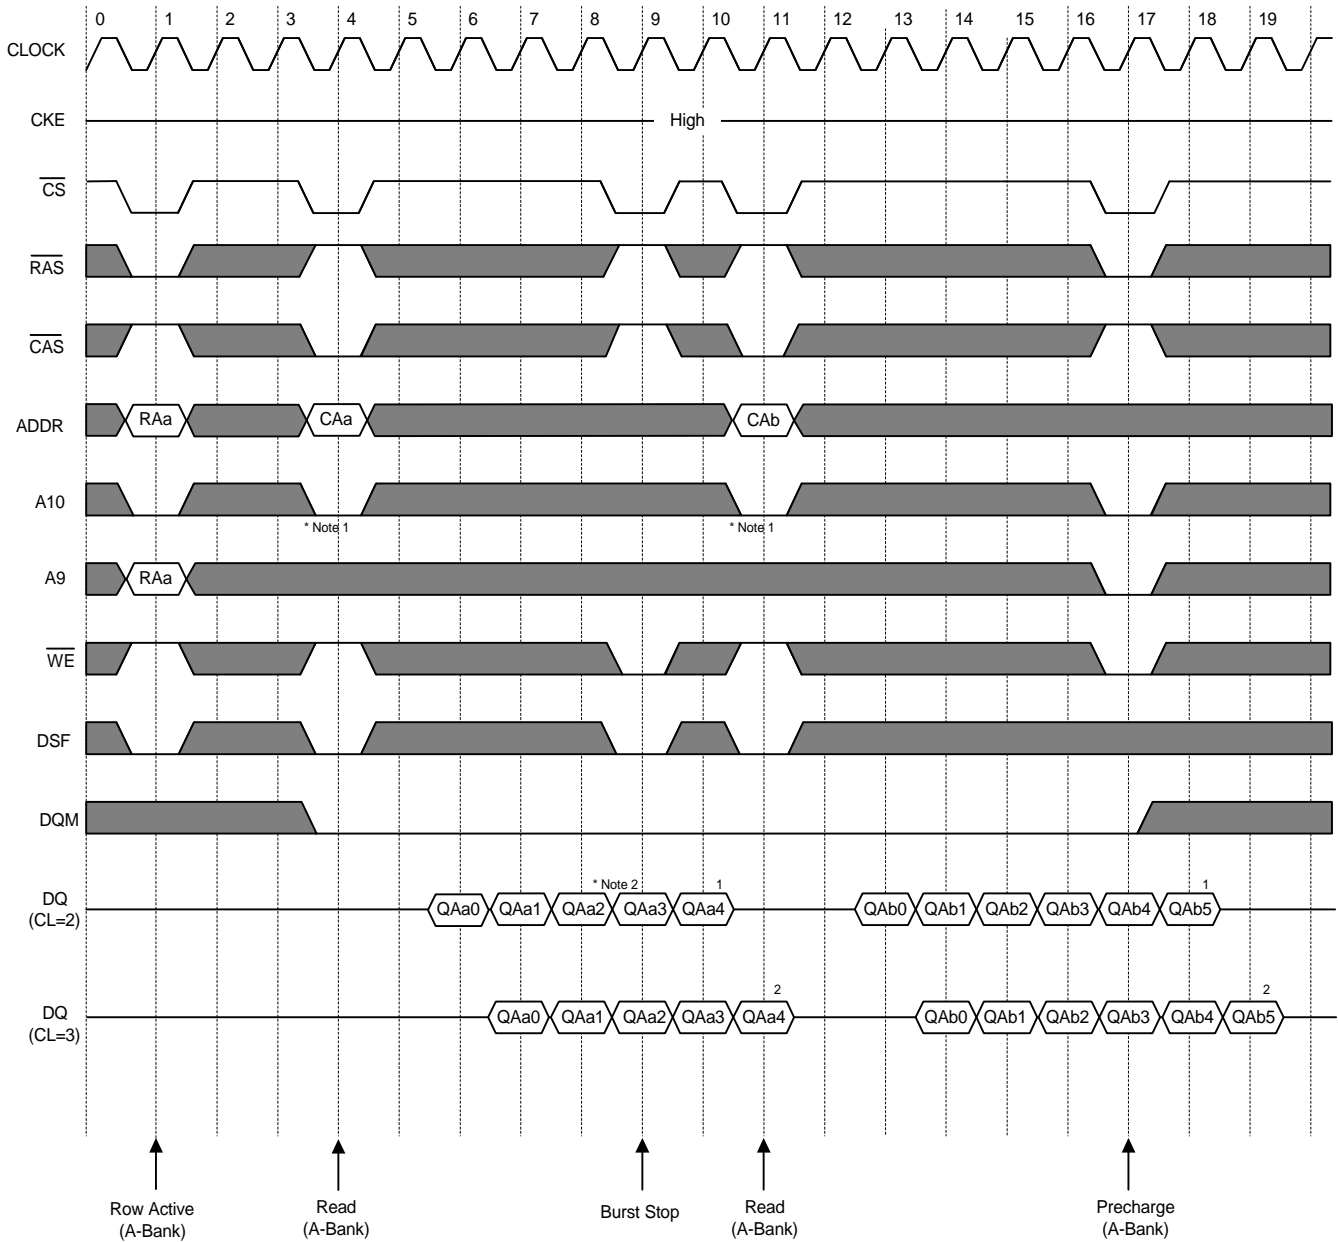 0 1 2 3 4 5 6 7 8 9 10 11 12 13 14 15 16 17 18 19
CLOCK
CKE High
CS
RAS
CAS
ADDR RAa CAa CAb
A10
* Note 1 * Note 1
A9 RAa
WE
DSF
DQM
* Note 2 1 1
DQ
(CL=2)
QAa0 QAa1 QAa2 QAa3 QAa4 QAb0 QAb1 QAb2 QAb3 QAb4 QAb5
2 2
DQ
(CL=3)
QAa0 QAa1 QAa2 QAa3 QAa4 QAb0 QAb1 QAb2 QAb3 QAb4 QAb5
Row Active
(A-Bank)
Read
(A-Bank)
Burst Stop
Read
(A-Bank)
Precharge
(A-Bank)